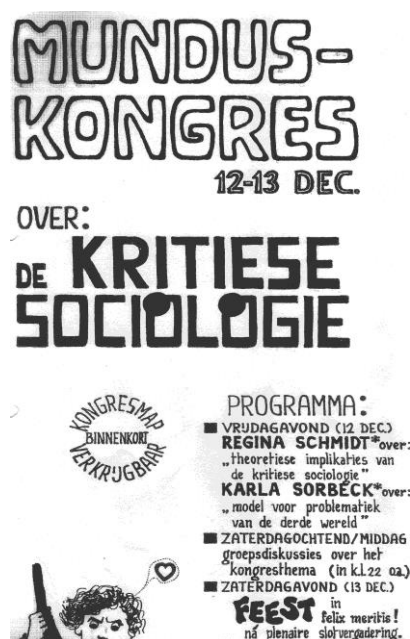 MUNDUS-
KONGRES
12-13 DEC.
OVER:
DE KRITIESE
SOCIOLOGIE
KONGRESMAP
BINNENKORT
VERKRIJGBAAR
PROGRAMMA:
VRIJDAGAVOND (12 DEC.)
REGINA SCHMIDT* over:
„theoretiese implikaties van
de kritiese sociologie"
KARLA SORBECK* over:
„model voor problematiek
van de derde wereld"
ZATERDAGOCHTEND/MIDDAG
groepsdiskussies over het
kongresthema (in k.l.22 o.a.)
ZATERDAGAVOND (13 DEC.)
FEEST in
felix meritis!
ná plenaire slotvergadering